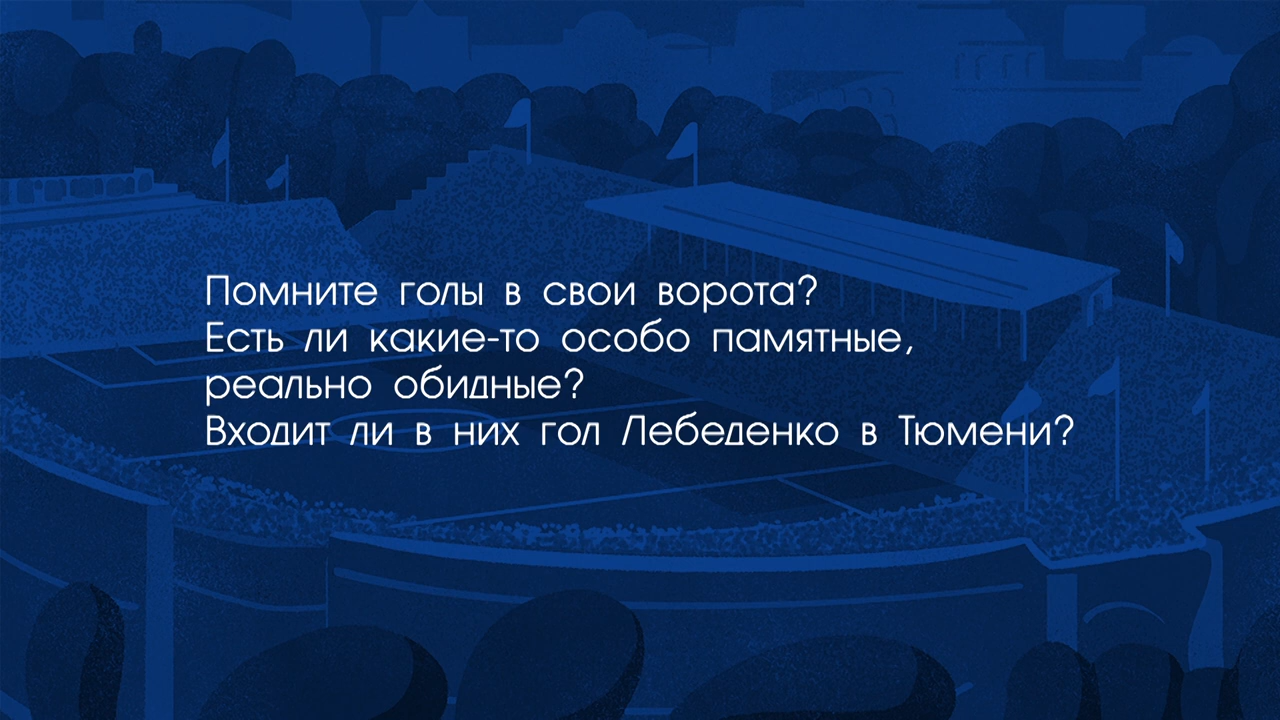 Помните голы в свои ворота?
Есть ли какие-то особо памятные,
реально обидные?
Входит ли в них гол Лебеденко в Тюмени?